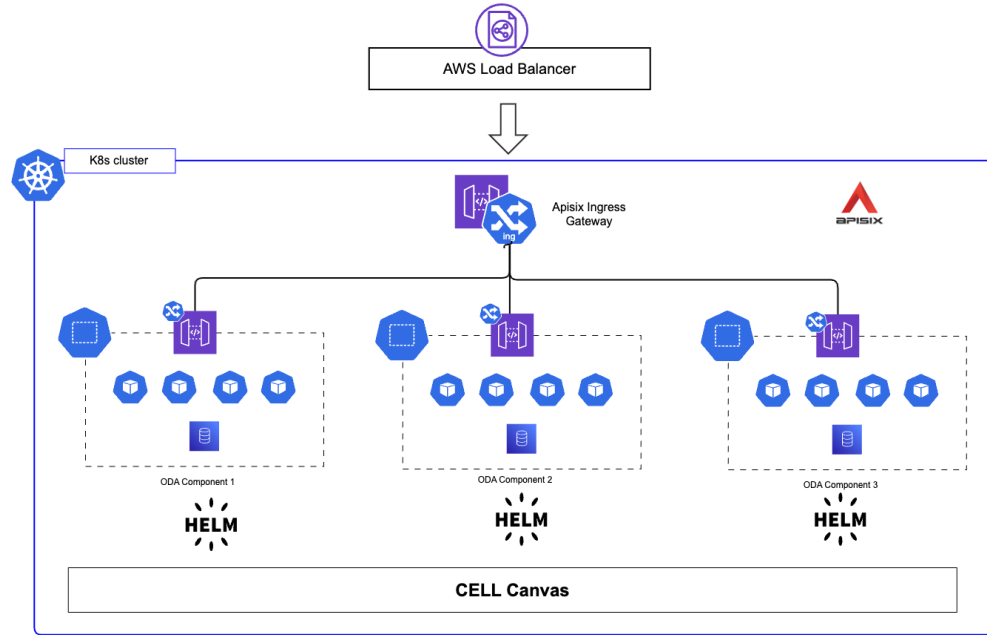 AWS Load Balancer
K8s cluster
Apisix Ingress
Gateway
ing
APISIX
ODA Component 1
ODA Component 2
ODA Component 3
HELM
HELM
HELM
CELL Canvas